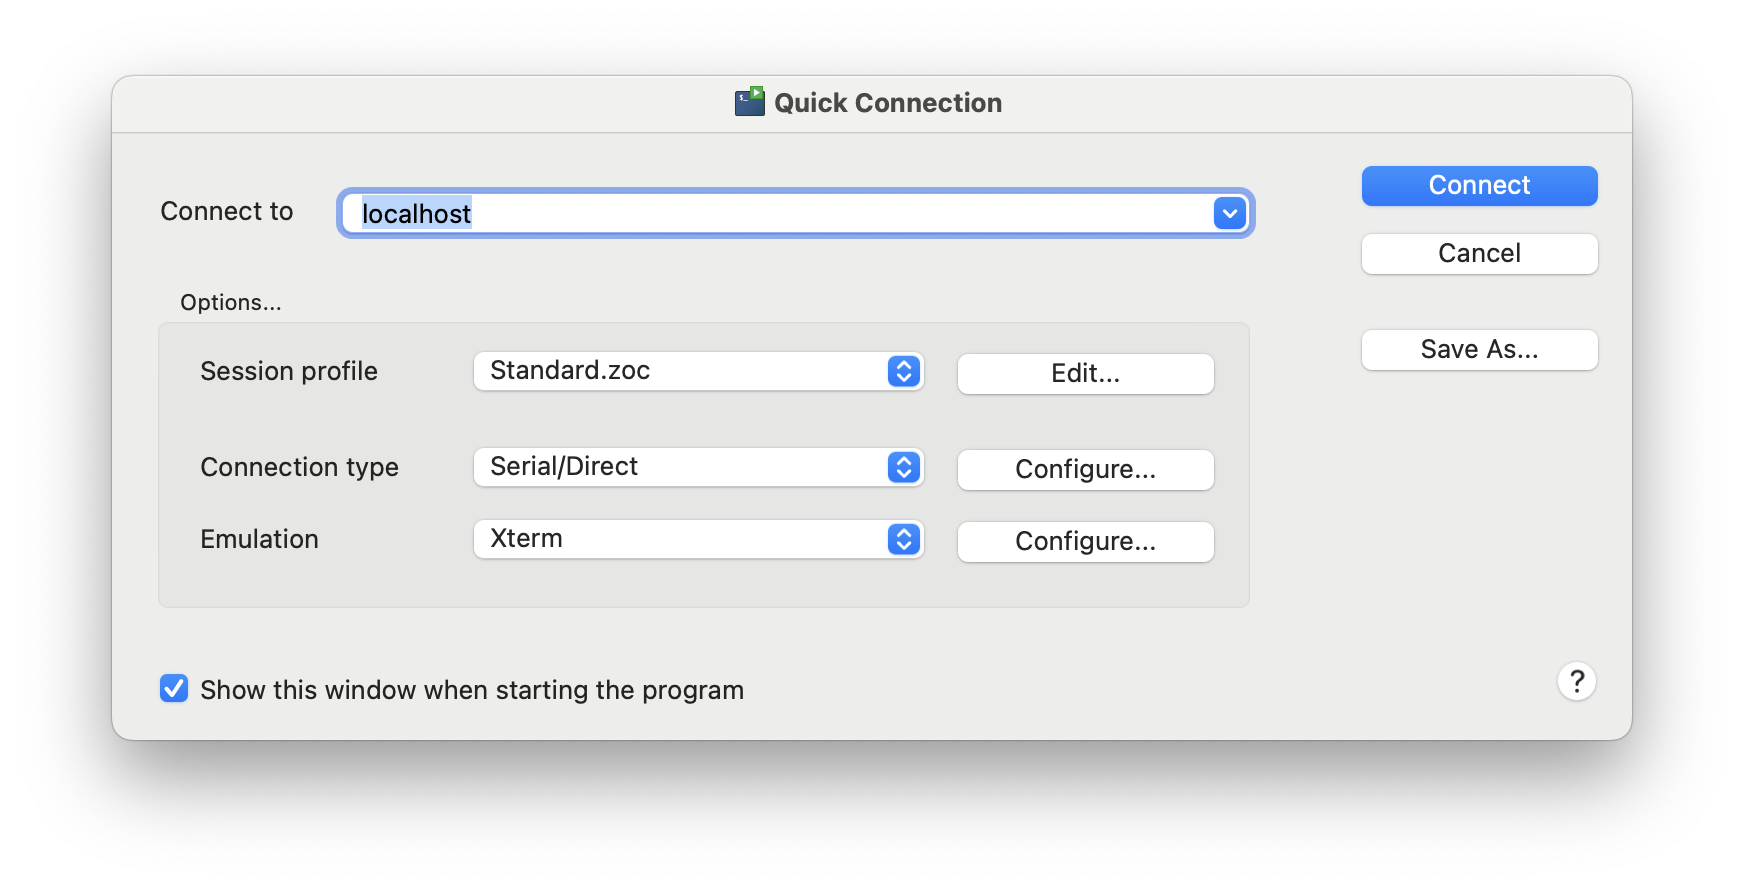 Quick Connection
Connect to
localhost
Connect
Cancel
Save As...
Options...
Session profile
Standard.zoc
Edit...
Connection type
Serial/Direct
Configure...
Emulation
Xterm
Configure...
Show this window when starting the program
?